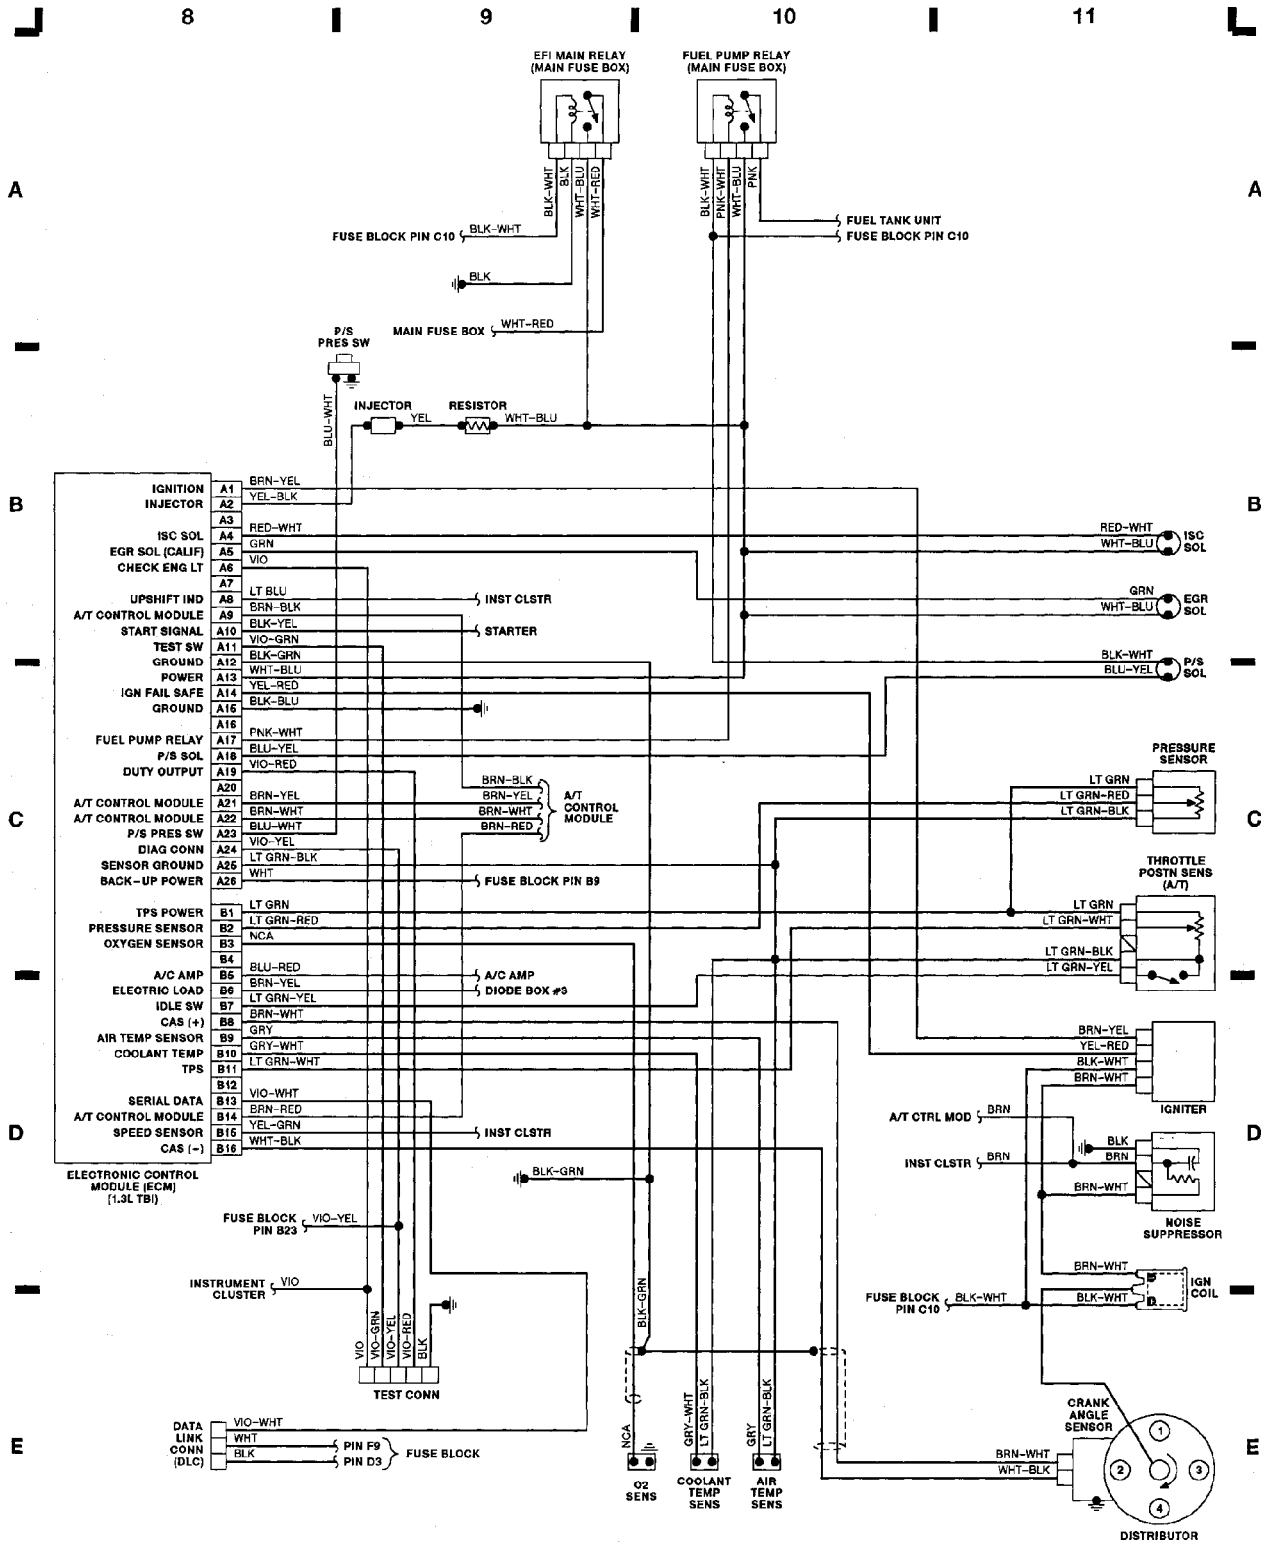 8 9 10 11
EFI MAIN RELAY
(MAIN FUSE BOX)
FUEL PUMP RELAY
(MAIN FUSE BOX)
A
A
BLK-WHT
BLK
WHT-BLU
WHT-RED
BLK-WHT
PNK-WHT
WHT-BLU
PNK
FUEL TANK UNIT
FUSE BLOCK PIN C10
FUSE BLOCK PIN C10
BLK-WHT
BLK
MAIN FUSE BOX
WHT-RED
P/S
PRES SW
BLU-WHT
INJECTOR
YEL
RESISTOR
WHT-BLU
B
B
IGNITION A1 BRN-YEL
INJECTOR A2 YEL-BLK
A3
ISC SOL A4 RED-WHT
EGR SOL (CALIF) A5 GRN
CHECK ENG LT A6 VIO
A7
UPSHIFT IND A8 LT BLU
INST CLSTR
A/T CONTROL MODULE A9 BRN-BLK
START SIGNAL A10 BLK-YEL
STARTER
TEST SW A11 VIO-GRN
GROUND A12 BLK-GRN
POWER A13 WHT-BLU
IGN FAIL SAFE A14 YEL-RED
GROUND A15 BLK-BLU
A16
FUEL PUMP RELAY A17 PNK-WHT
P/S SOL A18 BLU-YEL
DUTY OUTPUT A19 VIO-RED
A20
A/T CONTROL MODULE A21 BRN-YEL
A/T CONTROL MODULE A22 BRN-WHT
P/S PRES SW A23 BLU-WHT
DIAG CONN A24 VIO-YEL
SENSOR GROUND A25 LT GRN-BLK
BACK-UP POWER A26 WHT
FUSE BLOCK PIN B9
RED-WHT
WHT-BLU
ISC
SOL
GRN
WHT-BLU
EGR
SOL
BLK-WHT
BLU-YEL
P/S
SOL
C
C
BRN-BLK
BRN-YEL
BRN-WHT
BRN-RED
A/T
CONTROL
MODULE
PRESSURE
SENSOR
LT GRN
LT GRN-RED
LT GRN-BLK
THROTTLE
POSTN SENS
(A/T)
LT GRN
LT GRN-WHT
LT GRN-BLK
LT GRN-YEL
TPS POWER B1 LT GRN
PRESSURE SENSOR B2 LT GRN-RED
OXYGEN SENSOR B3 NCA
B4
A/C AMP B5 BLU-RED
A/C AMP
ELECTRIC LOAD B6 BRN-YEL
DIODE BOX #3
IDLE SW B7 LT GRN-YEL
CAS (+) B8 BRN-WHT
AIR TEMP SENSOR B9 GRY
COOLANT TEMP B10 GRY-WHT
TPS B11 LT GRN-WHT
B12
SERIAL DATA B13 VIO-WHT
A/T CONTROL MODULE B14 BRN-RED
SPEED SENSOR B15 YEL-GRN
INST CLSTR
CAS (-) B16 WHT-BLK
ELECTRONIC CONTROL
MODULE (ECM)
(1.3L TBI)
BRN-YEL
YEL-RED
BLK-WHT
BRN-WHT
IGNITER
D
D
A/T CTRL MOD
BRN
BLK
INST CLSTR
BRN
BRN
BRN-WHT
NOISE
SUPPRESSOR
BLK-GRN
FUSE BLOCK
PIN B23
VIO-YEL
INSTRUMENT
CLUSTER
VIO
BRN-WHT
B
IGN
COIL
FUSE BLOCK
PIN C10
BLK-WHT
BLK-WHT
D
VIO
VIO-GRN
VIO-YEL
VIO-RED
BLK
TEST CONN
BLK-GRN
E
E
DATA
LINK
CONN
(DLC)
VIO-WHT
WHT
BLK
PIN F9
PIN D3
FUSE BLOCK
NCA
O2
SENS
GRY-WHT
LT GRN-BLK
COOLANT
TEMP
SENS
GRY
LT GRN-BLK
AIR
TEMP
SENS
CRANK
ANGLE
SENSOR
BRN-WHT
WHT-BLK
1
2
3
4
DISTRIBUTOR